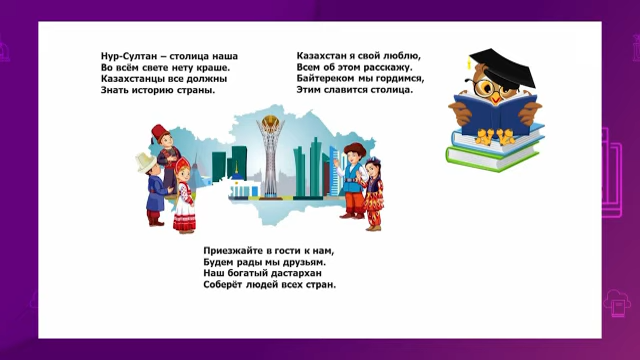 Нур-Султан – столица наша
Во всём свете нету краше.
Казахстанцы все должны
Знать историю страны.
Казахстан я свой люблю,
Всем об этом расскажу.
Байтереком мы гордимся,
Этим славится столица.
Приезжайте в гости к нам,
Будем рады мы друзьям.
Наш богатый дастархан
Соберёт людей всех стран.